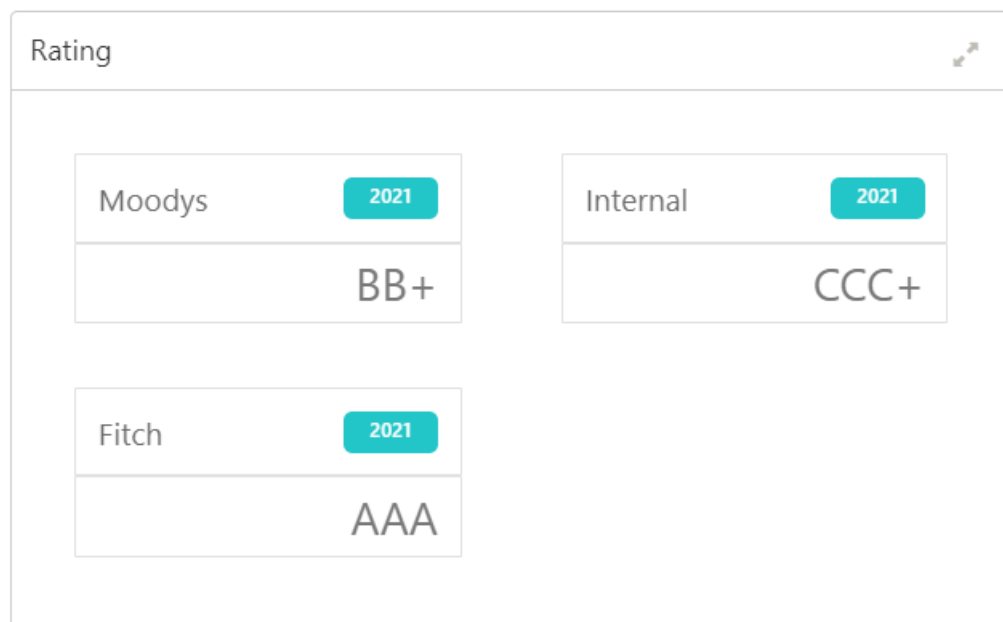 Rating
Moodys 2021
BB+
Internal 2021
CCC+
Fitch 2021
AAA